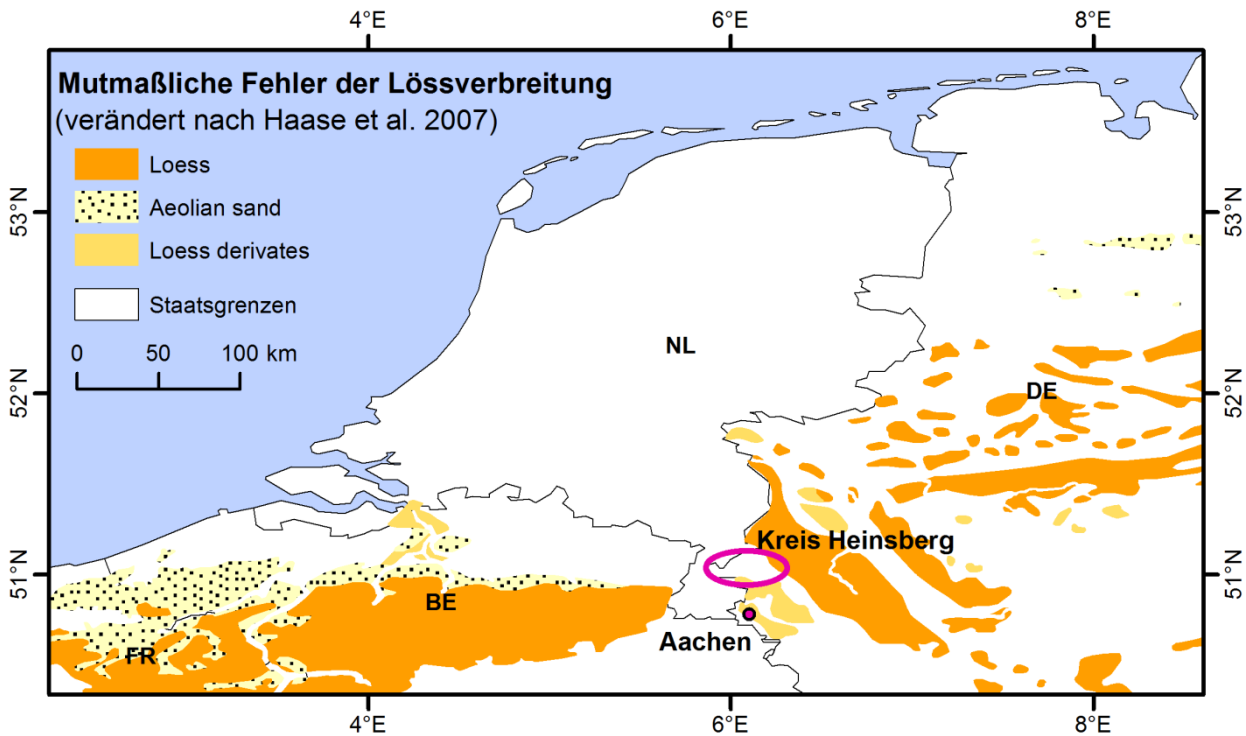 4°E 6°E 8°E
Mutmaßliche Fehler der Lössverbreitung
(verändert nach Haase et al. 2007)
Loess
Aeolian sand
Loess derivates
Staatsgrenzen
0 50 100 km
53°N 53°N
NL
52°N 52°N
DE
Kreis Heinsberg
51°N 51°N
BE
Aachen
FR
4°E 6°E 8°E